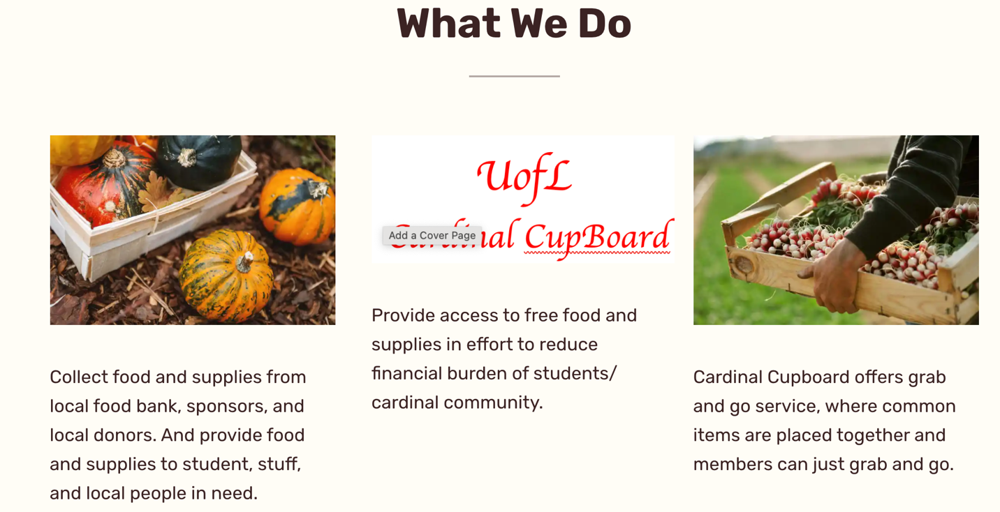 What We Do
UofL
CupBoard
Add a Cover Page
Collect food and supplies from
local food bank, sponsors, and
local donors. And provide food
and supplies to student, stuff,
and local people in need.
Provide access to free food and
supplies in effort to reduce
financial burden of students/
cardinal community.
Cardinal Cupboard offers grab
and go service, where common
items are placed together and
members can just grab and go.